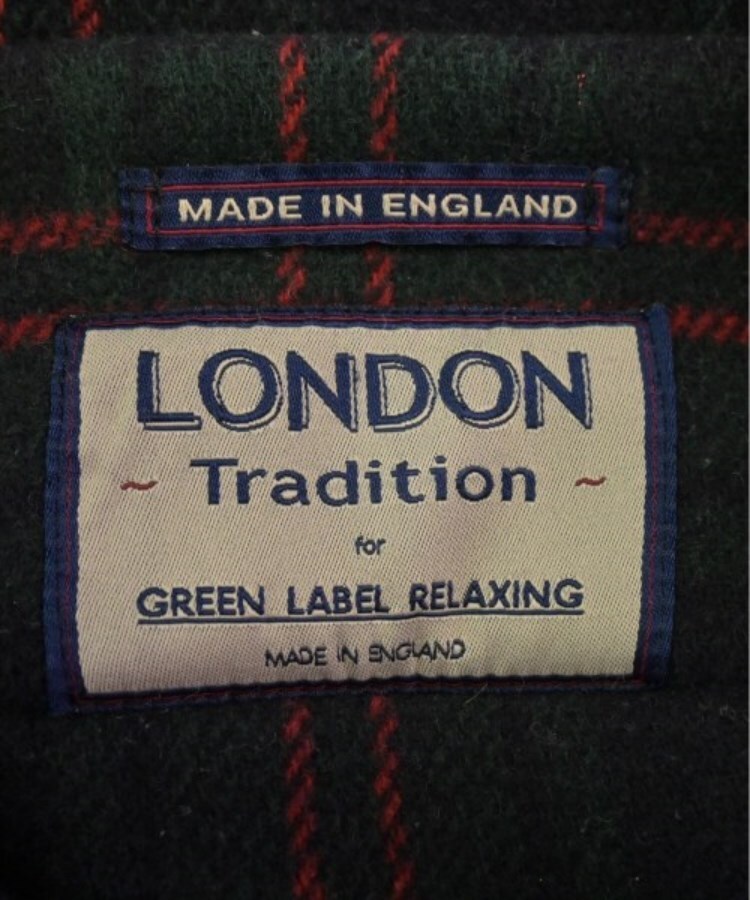 MADE IN ENGLAND
LONDON
~ Tradition ~
for
GREEN LABEL RELAXING
MADE IN ENGLAND